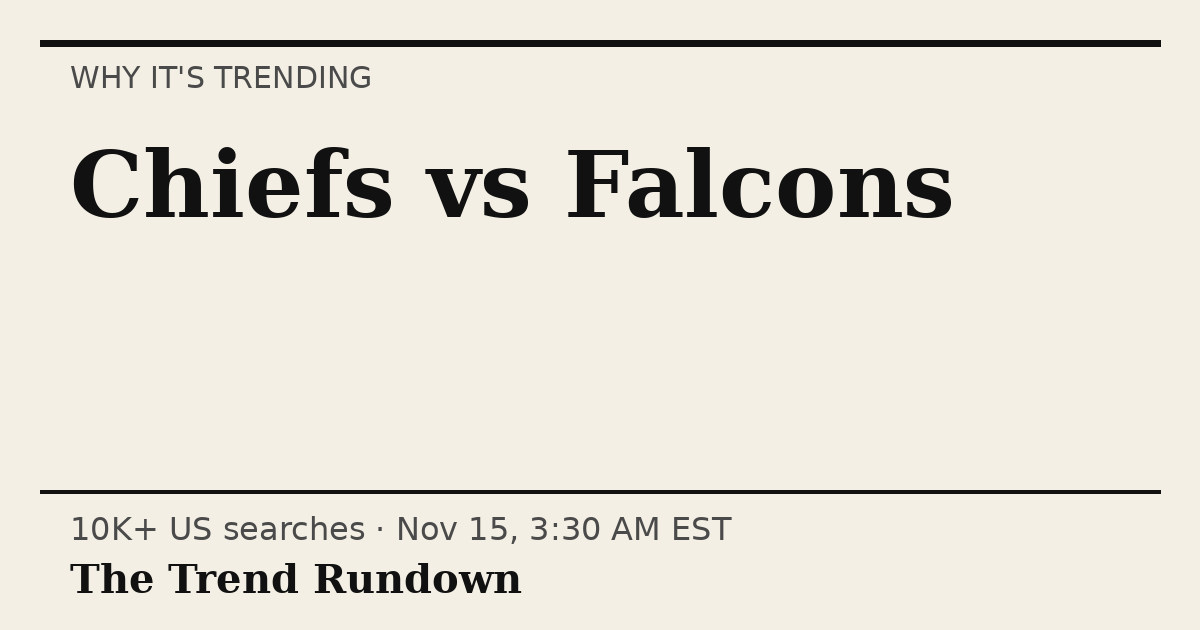 WHY IT'S TRENDING
Chiefs vs Falcons
10K+ US searches · Nov 15, 3:30 AM EST
The Trend Rundown